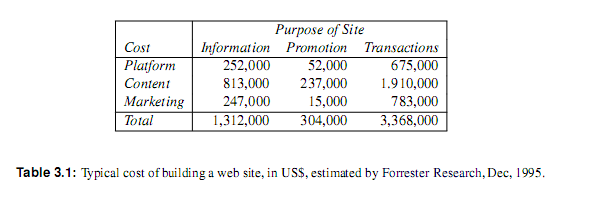 Purpose of Site
Cost Information Promotion Transactions
Platform 252,000 52,000 675,000
Content 813,000 237,000 1.910,000
Marketing 247,000 15,000 783,000
Total 1,312,000 304,000 3,368,000
Table 3.1: Typical cost of building a web site, in US$, estimated by Forrester Research, Dec, 1995.